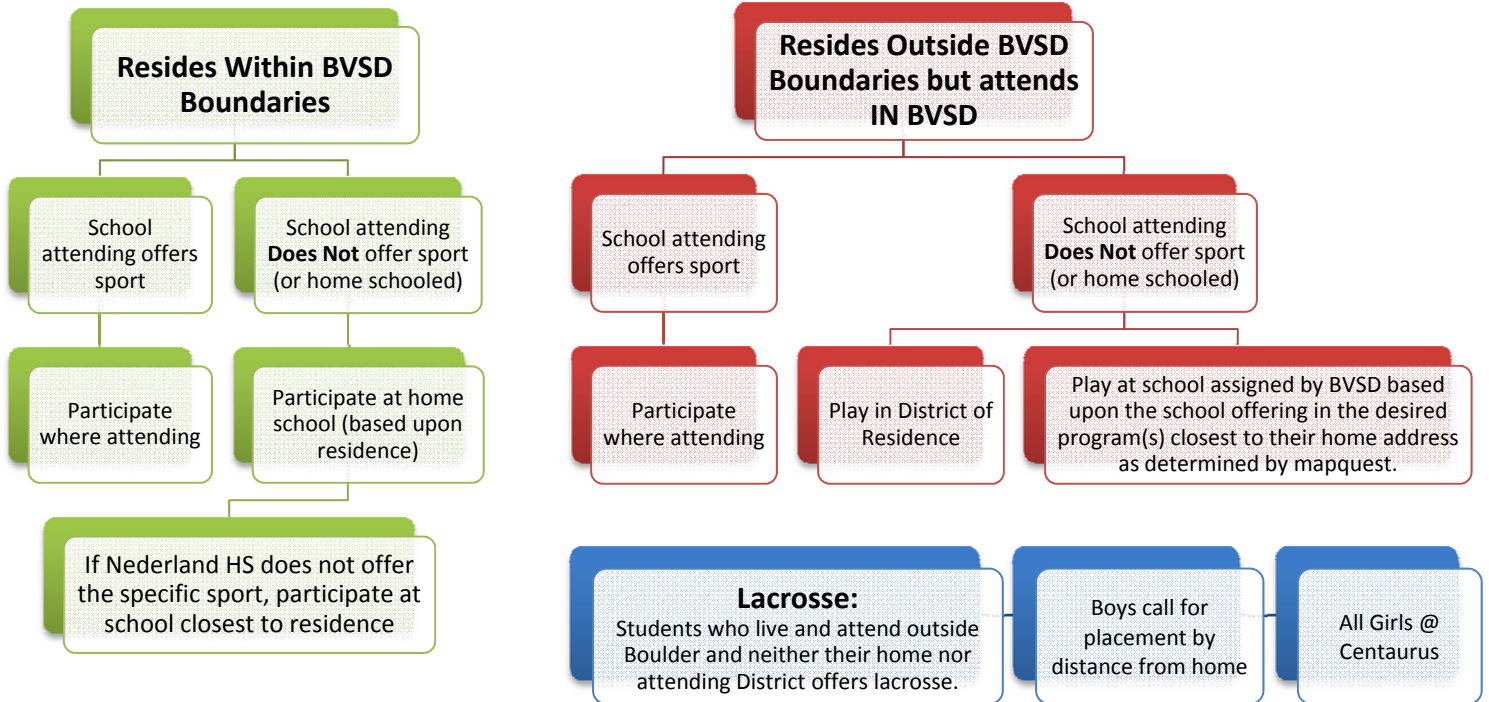 Resides Within BVSD
Boundaries
School
attending offers
sport
Participate
where attending
School attending
Does Not offer sport
(or home schooled)
Participate at home
school (based upon
residence)
If Nederland HS does not offer
the specific sport, participate at
school closest to residence
Resides Outside BVSD
Boundaries but attends
IN BVSD
School attending
offers sport
Participate
where attending
School attending
Does Not offer sport
(or home schooled)
Play in District of
Residence
Play at school assigned by BVSD based
upon the school offering in the desired
program(s) closest to their home address
as determined by mapquest.
Lacrosse:
Students who live and attend outside
Boulder and neither their home nor
attending District offers lacrosse.
Boys call for
placement by
distance from home
All Girls @
Centaurus